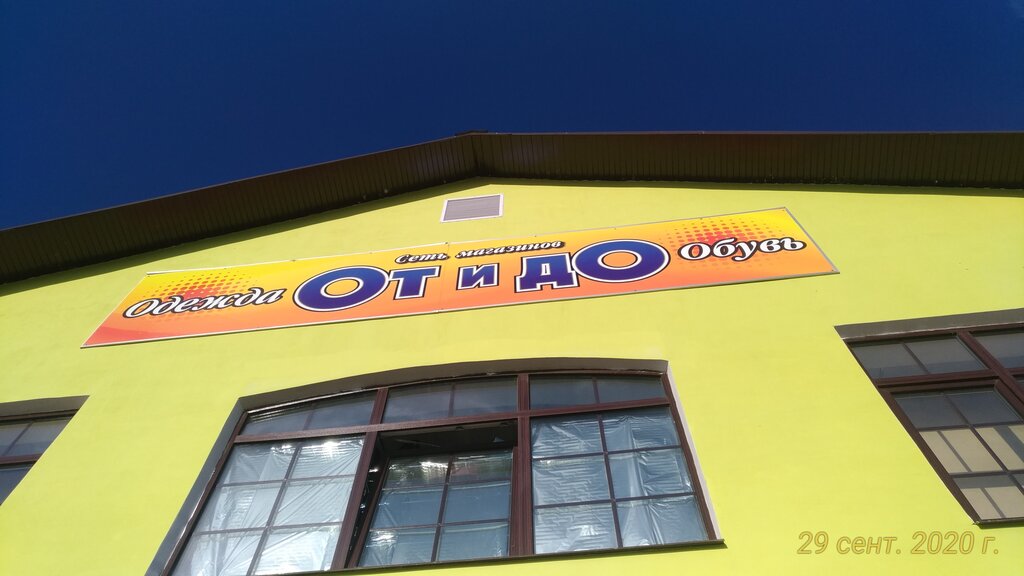 Сеть магазинов
Одежда От и дО Обувь
29 сент. 2020 г.